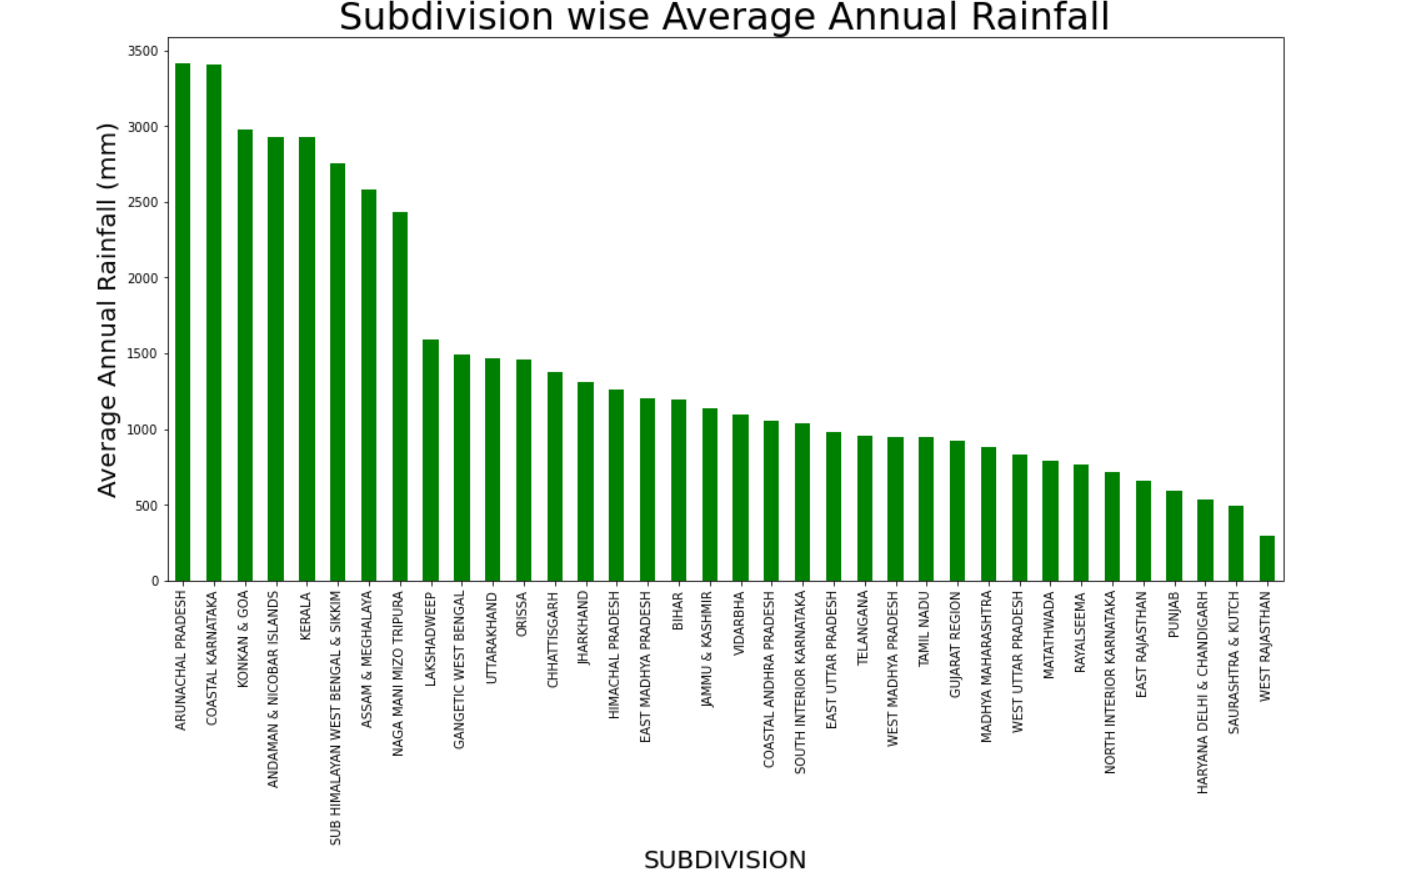 Subdivision wise Average Annual Rainfall
Average Annual Rainfall (mm)
3500
3000
2500
2000
1500
1000
500
0
ARUNACHAL PRADESH
COASTAL KARNATAKA
KONKAN & GOA
ANDAMAN & NICOBAR ISLANDS
KERALA
SUB HIMALAYAN WEST BENGAL & SIKKIM
ASSAM & MEGHALAYA
NAGA MANI MIZO TRIPURA
LAKSHADWEEP
GANGETIC WEST BENGAL
UTTARAKHAND
ORISSA
CHHATTISGARH
JHARKHAND
HIMACHAL PRADESH
EAST MADHYA PRADESH
BIHAR
JAMMU & KASHMIR
VIDARBHA
COASTAL ANDHRA PRADESH
SOUTH INTERIOR KARNATAKA
EAST UTTAR PRADESH
TELANGANA
WEST MADHYA PRADESH
TAMIL NADU
GUJARAT REGION
MADHYA MAHARASHTRA
WEST UTTAR PRADESH
MATATHWADA
RAYALSEEMA
NORTH INTERIOR KARNATAKA
EAST RAJASTHAN
PUNJAB
HARYANA DELHI & CHANDIGARH
SAURASHTRA & KUTCH
WEST RAJASTHAN
SUBDIVISION